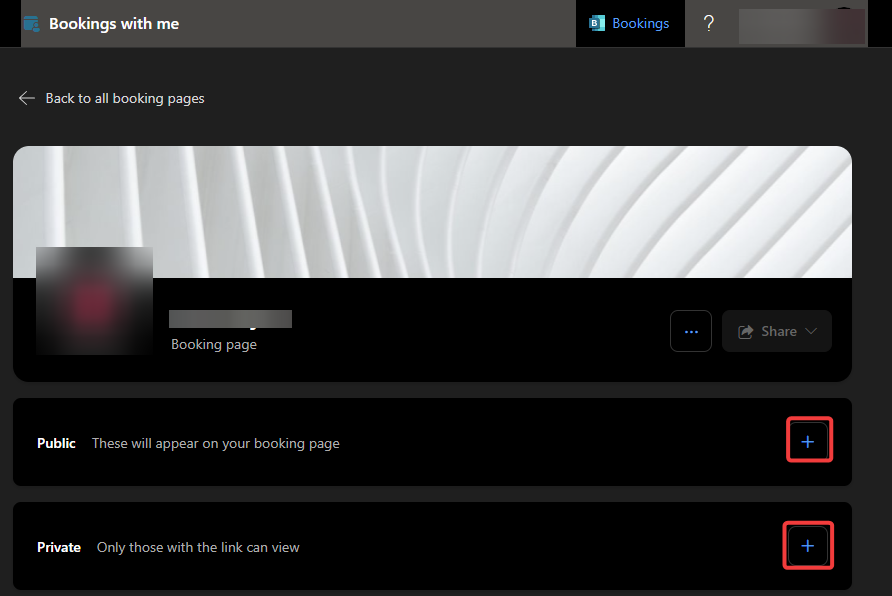 Bookings with me
B Bookings ?
Back to all booking pages
Booking page
... Share
Public These will appear on your booking page
+
Private Only those with the link can view
+